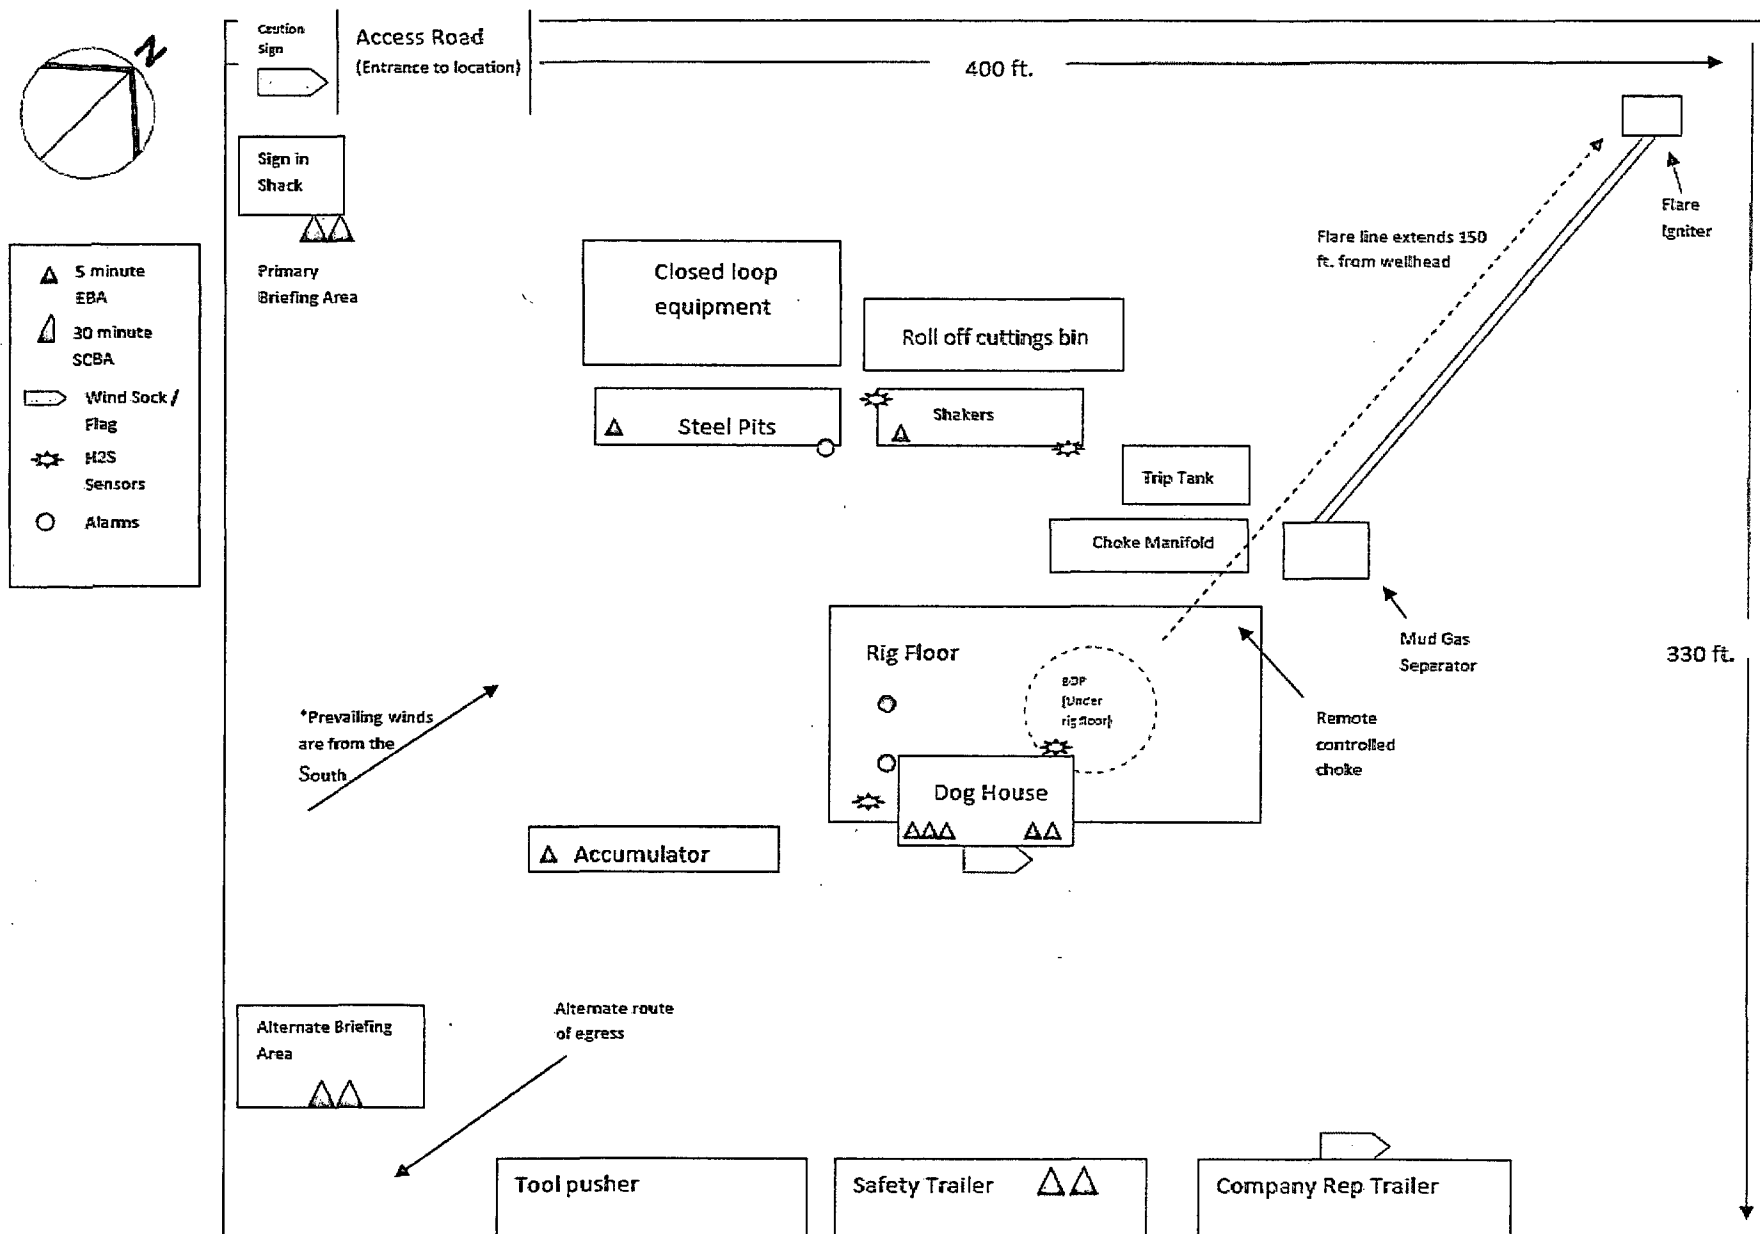 N
Caution
Sign
Access Road
(Entrance to location)
400 ft.
Sign in
Shack
Primary
Briefing Area
5 minute
EBA
30 minute
SCBA
Wind Sock /
Flag
H2S
Sensors
Alarms
Closed loop
equipment
Roll off cuttings bin
Steel Pits
Shakers
Trip Tank
Choke Manifold
Flare line extends 150
ft. from wellhead
Flare
Igniter
Mud Gas
Separator
330 ft.
Rig Floor
BOP
(Under
rig floor)
Remote
controlled
choke
*Prevailing winds
are from the
South
Dog House
Accumulator
Alternate Briefing
Area
Alternate route
of egress
Tool pusher
Safety Trailer
Company Rep Trailer